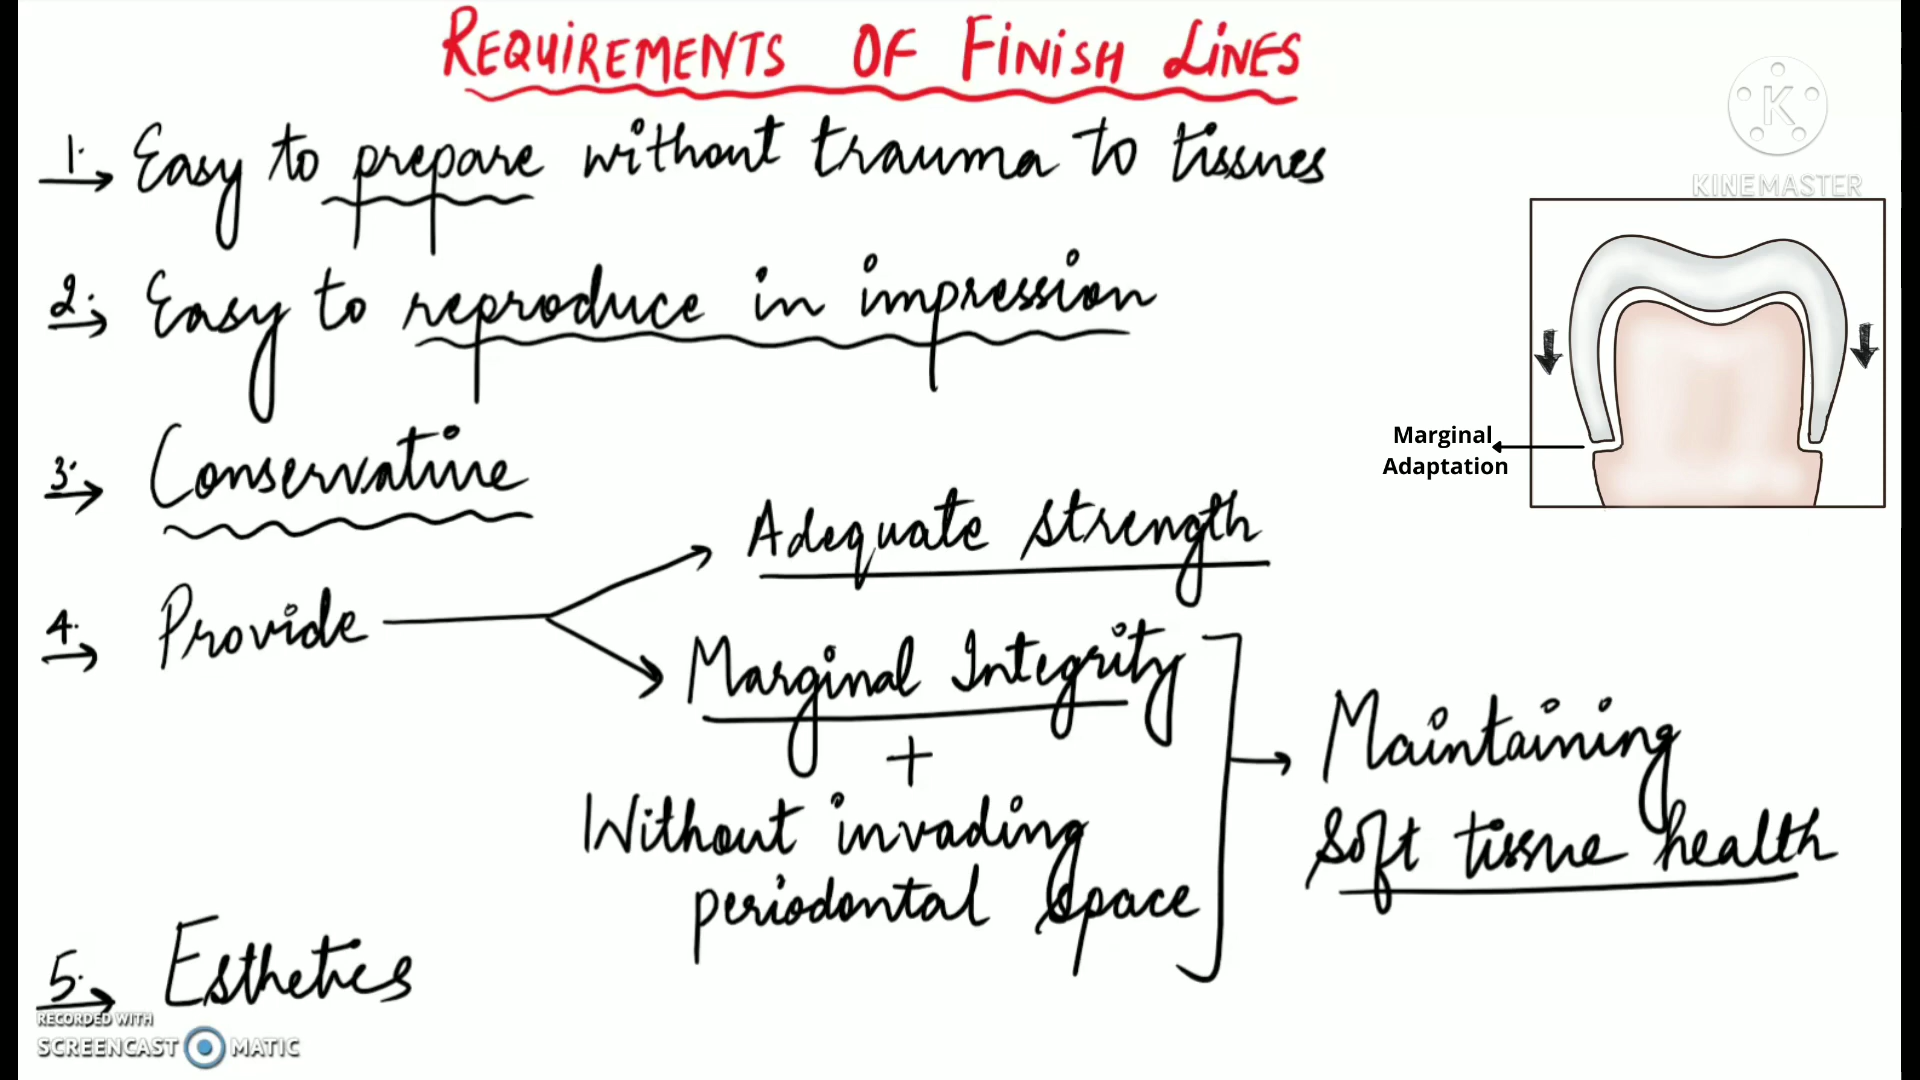 REQUIREMENTS OF FINISH LINES
1. Easy to prepare without trauma to tissues
K
KINEMASTER
2. Easy to reproduce in impression
Marginal
Adaptation
3. Conservative
4. Provide
Adequate strength
Marginal Integrity
+
Without invading
periodontal space
Maintaining
soft tissue health
5. Esthetics
RECORDED WITH
SCREENCAST MATIC